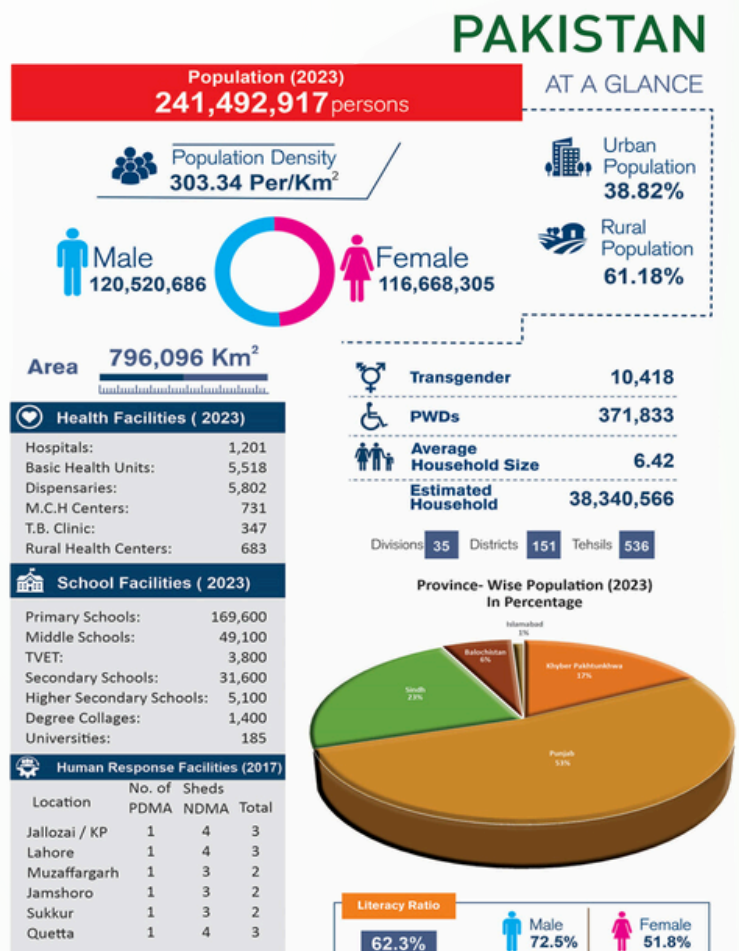 PAKISTAN
AT A GLANCE
Population (2023)
241,492,917 persons
Population Density
303.34 Per/Km²
Urban
Population
38.82%
Rural
Population
61.18%
Male
120,520,686
Female
116,668,305
Area 796,096 Km²
Transgender 10,418
PWDs 371,833
Average
Household Size 6.42
Estimated
Household 38,340,566
Divisions 35 Districts 151 Tehsils 536
Health Facilities ( 2023)
Hospitals: 1,201
Basic Health Units: 5,518
Dispensaries: 5,802
M.C.H Centers: 731
T.B. Clinic: 347
Rural Health Centers: 683
School Facilities ( 2023)
Primary Schools: 169,600
Middle Schools: 49,100
TVET: 3,800
Secondary Schools: 31,600
Higher Secondary Schools: 5,100
Degree Collages: 1,400
Universities: 185
Human Response Facilities (2017)
No. of Sheds
Location PDMA NDMA Total
Jallozai / KP 1 4 3
Lahore 1 4 3
Muzaffargarh 1 3 2
Jamshoro 1 3 2
Sukkur 1 3 2
Quetta 1 4 3
Province- Wise Population (2023)
In Percentage
Islamabad
1%
Balochistan
6%
Khyber Pakhtunkhwa
17%
Sindh
23%
Punjab
53%
Literacy Ratio
62.3%
Male
72.5%
Female
51.8%